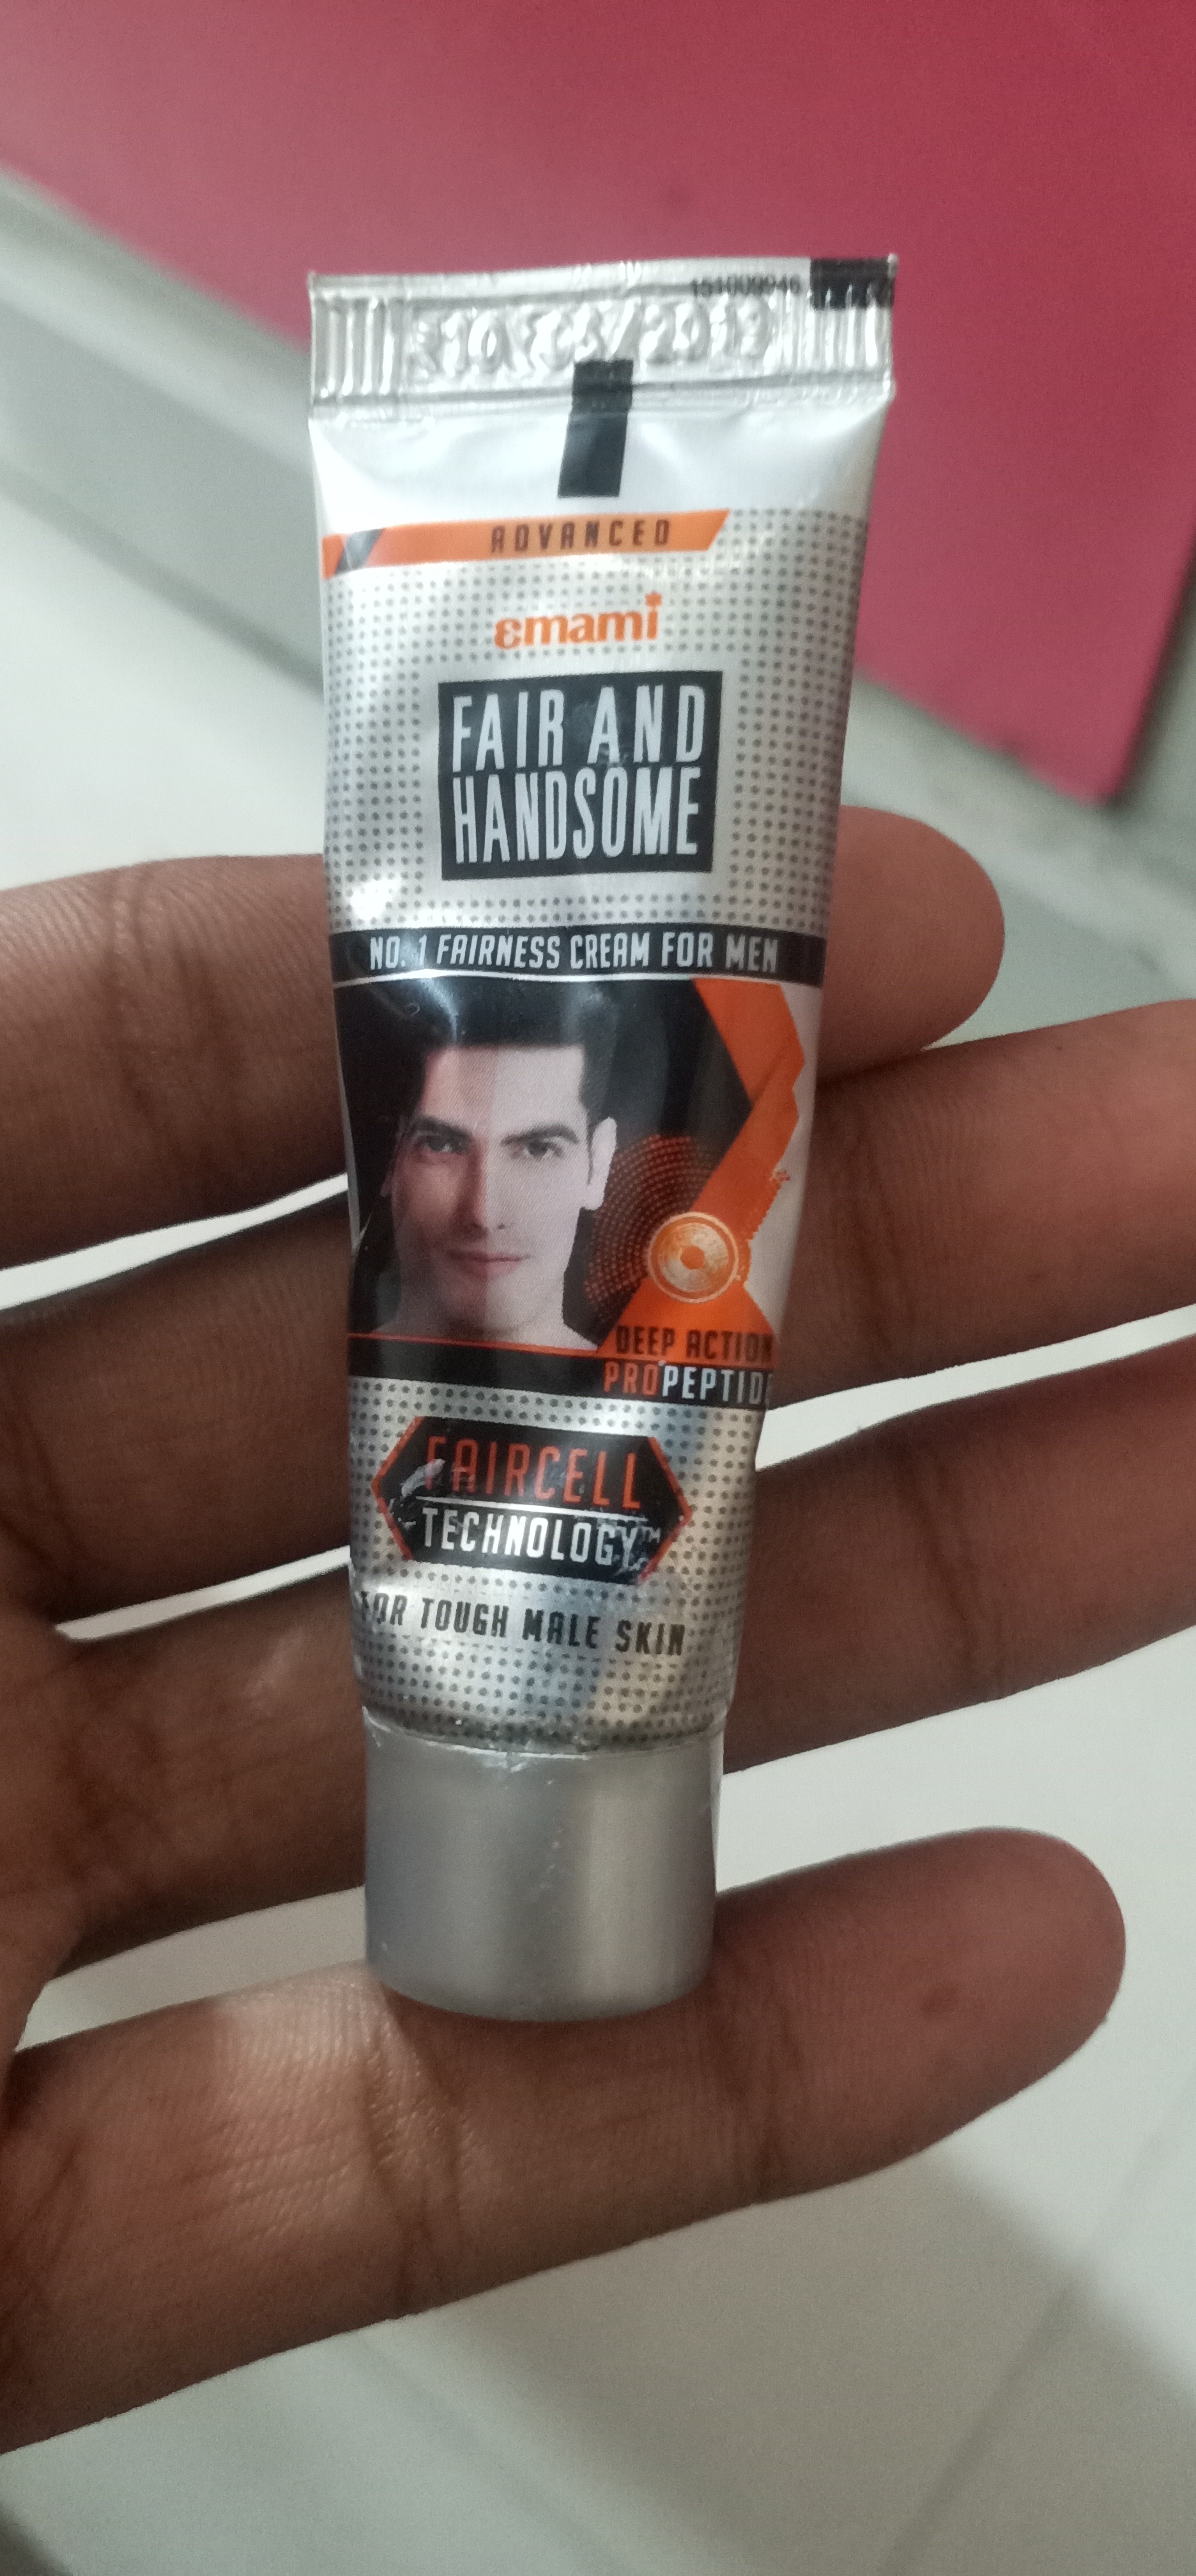 151009946
ADVANCED
emami
FAIR AND
HANDSOME
NO. 1 FAIRNESS CREAM FOR MEN
DEEP ACTION
PROPEPTIDE
FAIRCELL
TECHNOLOGY™
FOR TOUGH MALE SKIN